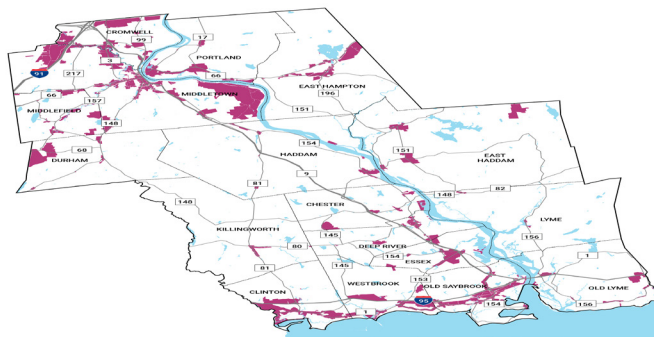 CROMWELL
99
17
3
PORTLAND
91
217
66
66
EAST HAMPTON
196
157
MIDDLETOWN
MIDDLEFIELD
151
148
154
68
151
EAST
HADDAM
HADDAM
DURHAM
9
81
148
82
148
CHESTER
LYME
KILLINGWORTH
145
156
80
DEEP RIVER
154
1
ESSEX
145
81
153
WESTBROOK
OLD SAYBROOK
OLD LYME
CLINTON
95
154
156
1